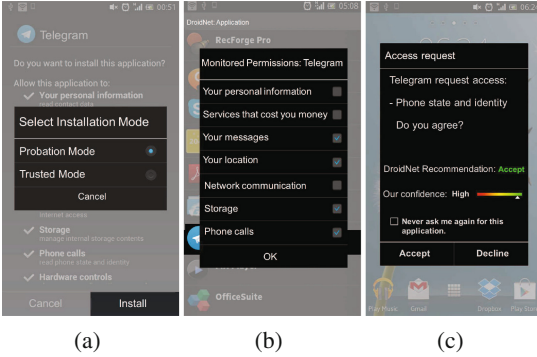 00:51
Telegram
Do you want to install this application?
Allow this application to:
Your personal information
read contact data
Select Installation Mode
Probation Mode
Trusted Mode
Cancel
Internet access
Storage
manage internal storage contents
Phone calls
read phone state and identity
Hardware controls
Cancel
Install
(a)
05:08
DroidNet: Application
RecForge Pro
Monitored Permissions: Telegram
Your personal information
Services that cost you money
Your messages
Your location
Network communication
Storage
Phone calls
OK
OfficeSuite
(b)
Access request
Telegram request access:
- Phone state and identity
Do you agree?
DroidNet Recommendation: Accept
Our confidence: High
Never ask me again for this
application.
Accept
Decline
Play Music
Gmail
Dropbox
Play Store
(c)